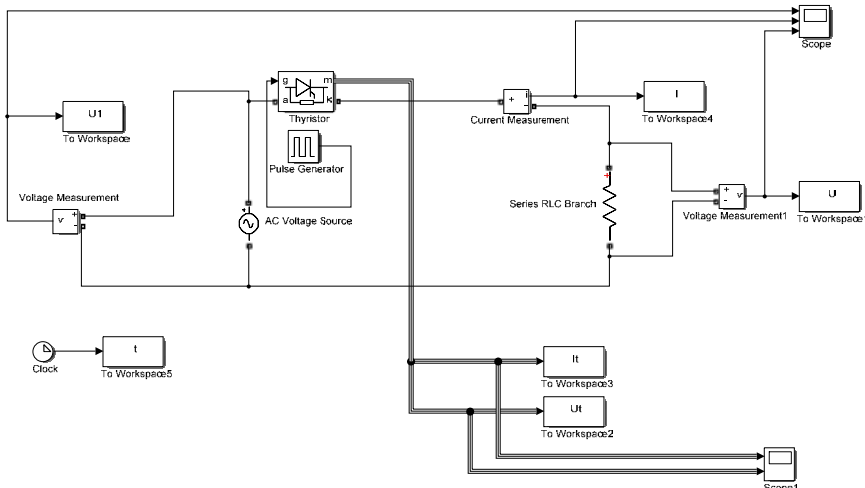 Scope
g
m
a
k
Thyristor
U1
To Workspace
+
i
-
Current Measurement
I
To Workspace4
Pulse Generator
Voltage Measurement
v
+
-
AC Voltage Source
+
Series RLC Branch
+
v
-
Voltage Measurement1
U
To Workspace
t
Clock
To Workspace5
It
To Workspace3
Ut
To Workspace2
Scope1